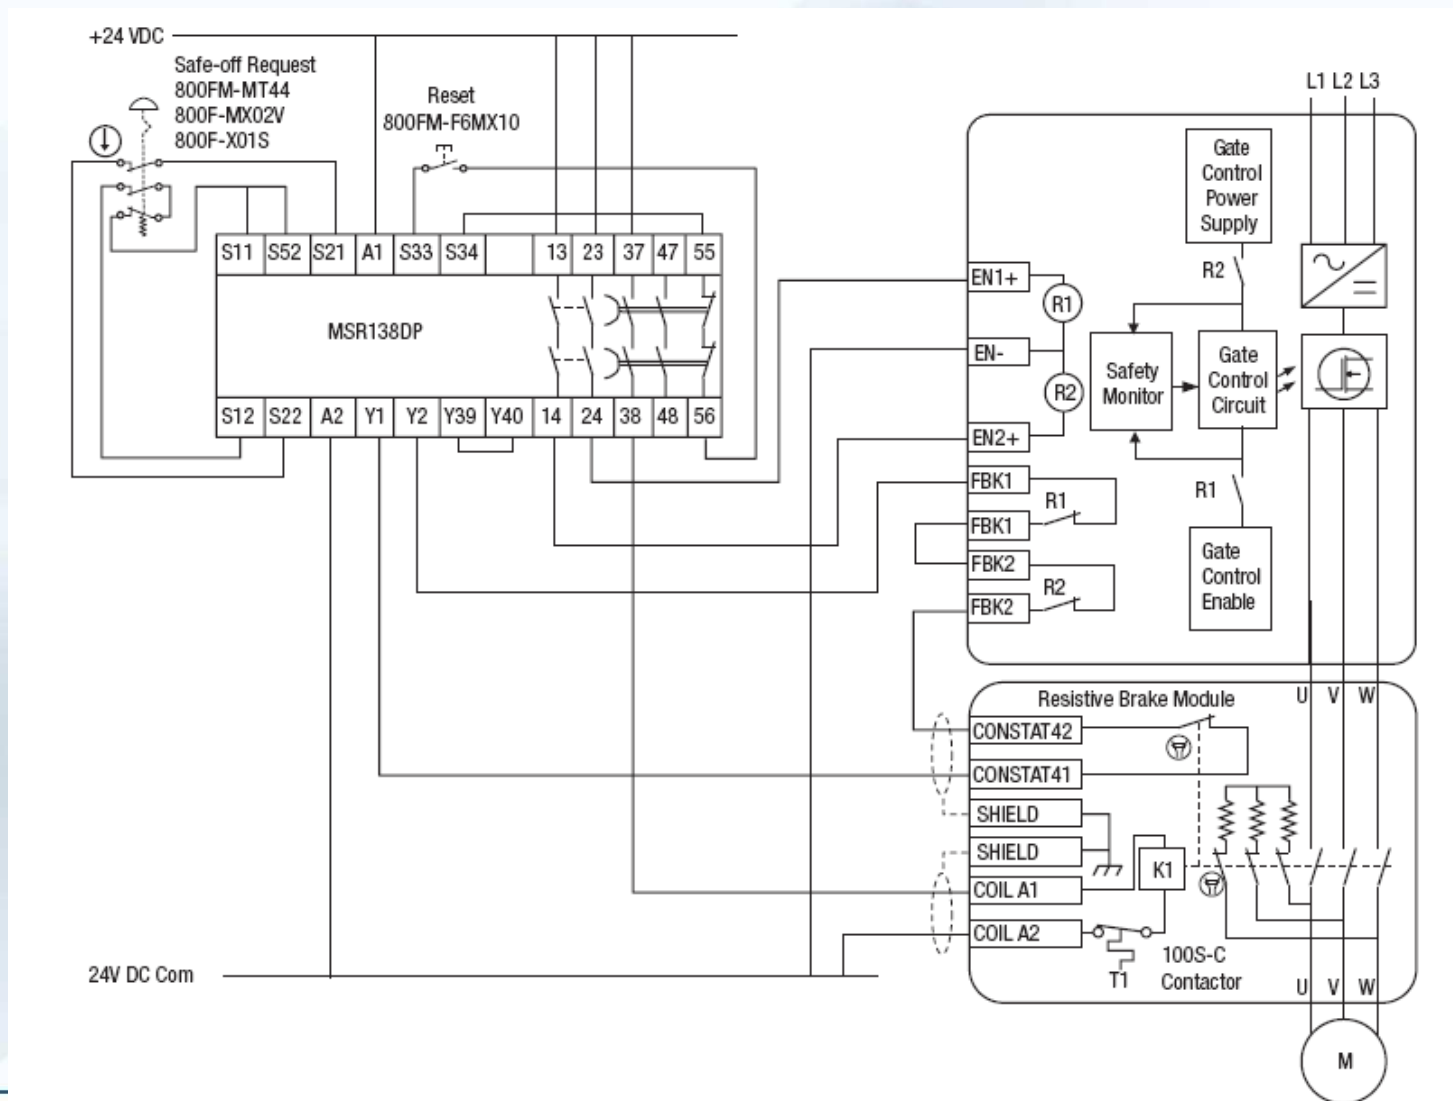 +24 VDC
Safe-off Request
800FM-MT44
800F-MX02V
800F-X01S
Reset
800FM-F6MX10
S11 S52 S21 A1 S33 S34 13 23 37 47 55
MSR138DP
S12 S22 A2 Y1 Y2 Y39 Y40 14 24 38 48 56
24V DC Com
L1 L2 L3
Gate
Control
Power
Supply
R2
EN1+
R1
EN-
R2
EN2+
Safety
Monitor
Gate
Control
Circuit
FBK1
R1
FBK1
FBK2
R2
FBK2
R1
Gate
Control
Enable
U V W
Resistive Brake Module
CONSTAT42
CONSTAT41
SHIELD
SHIELD
COIL A1
COIL A2
K1
T1
100S-C
Contactor
U V W
M